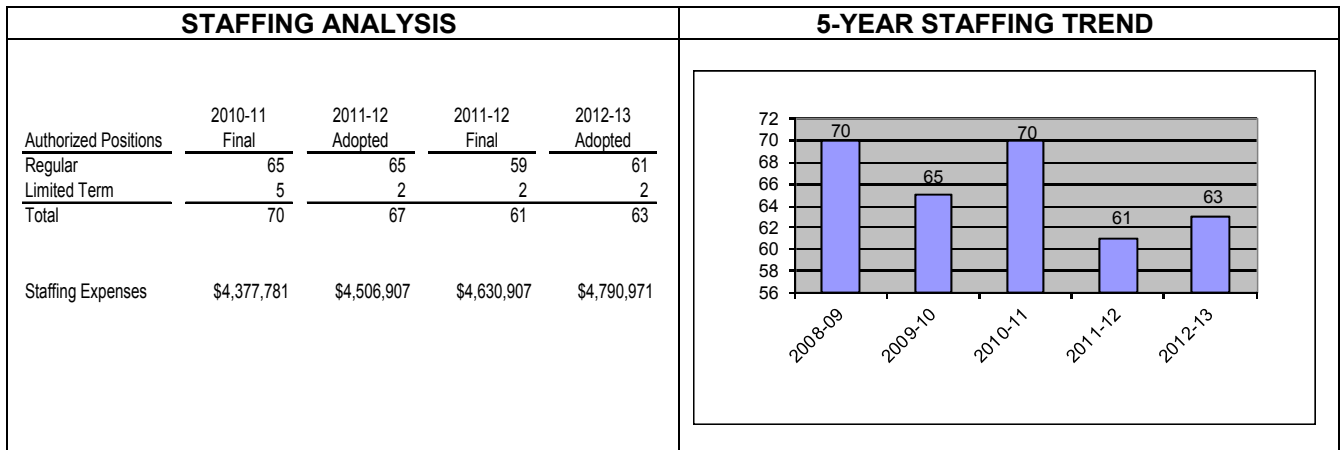 STAFFING ANALYSIS
2010-11 2011-12 2011-12 2012-13
Authorized Positions Final Adopted Final Adopted
Regular 65 65 59 61
Limited Term 5 2 2 2
Total 70 67 61 63
Staffing Expenses $4,377,781 $4,506,907 $4,630,907 $4,790,971
5-YEAR STAFFING TREND
72
70
68
66
64
62
60
58
56
70
65
70
61
63
2008-09
2009-10
2010-11
2011-12
2012-13